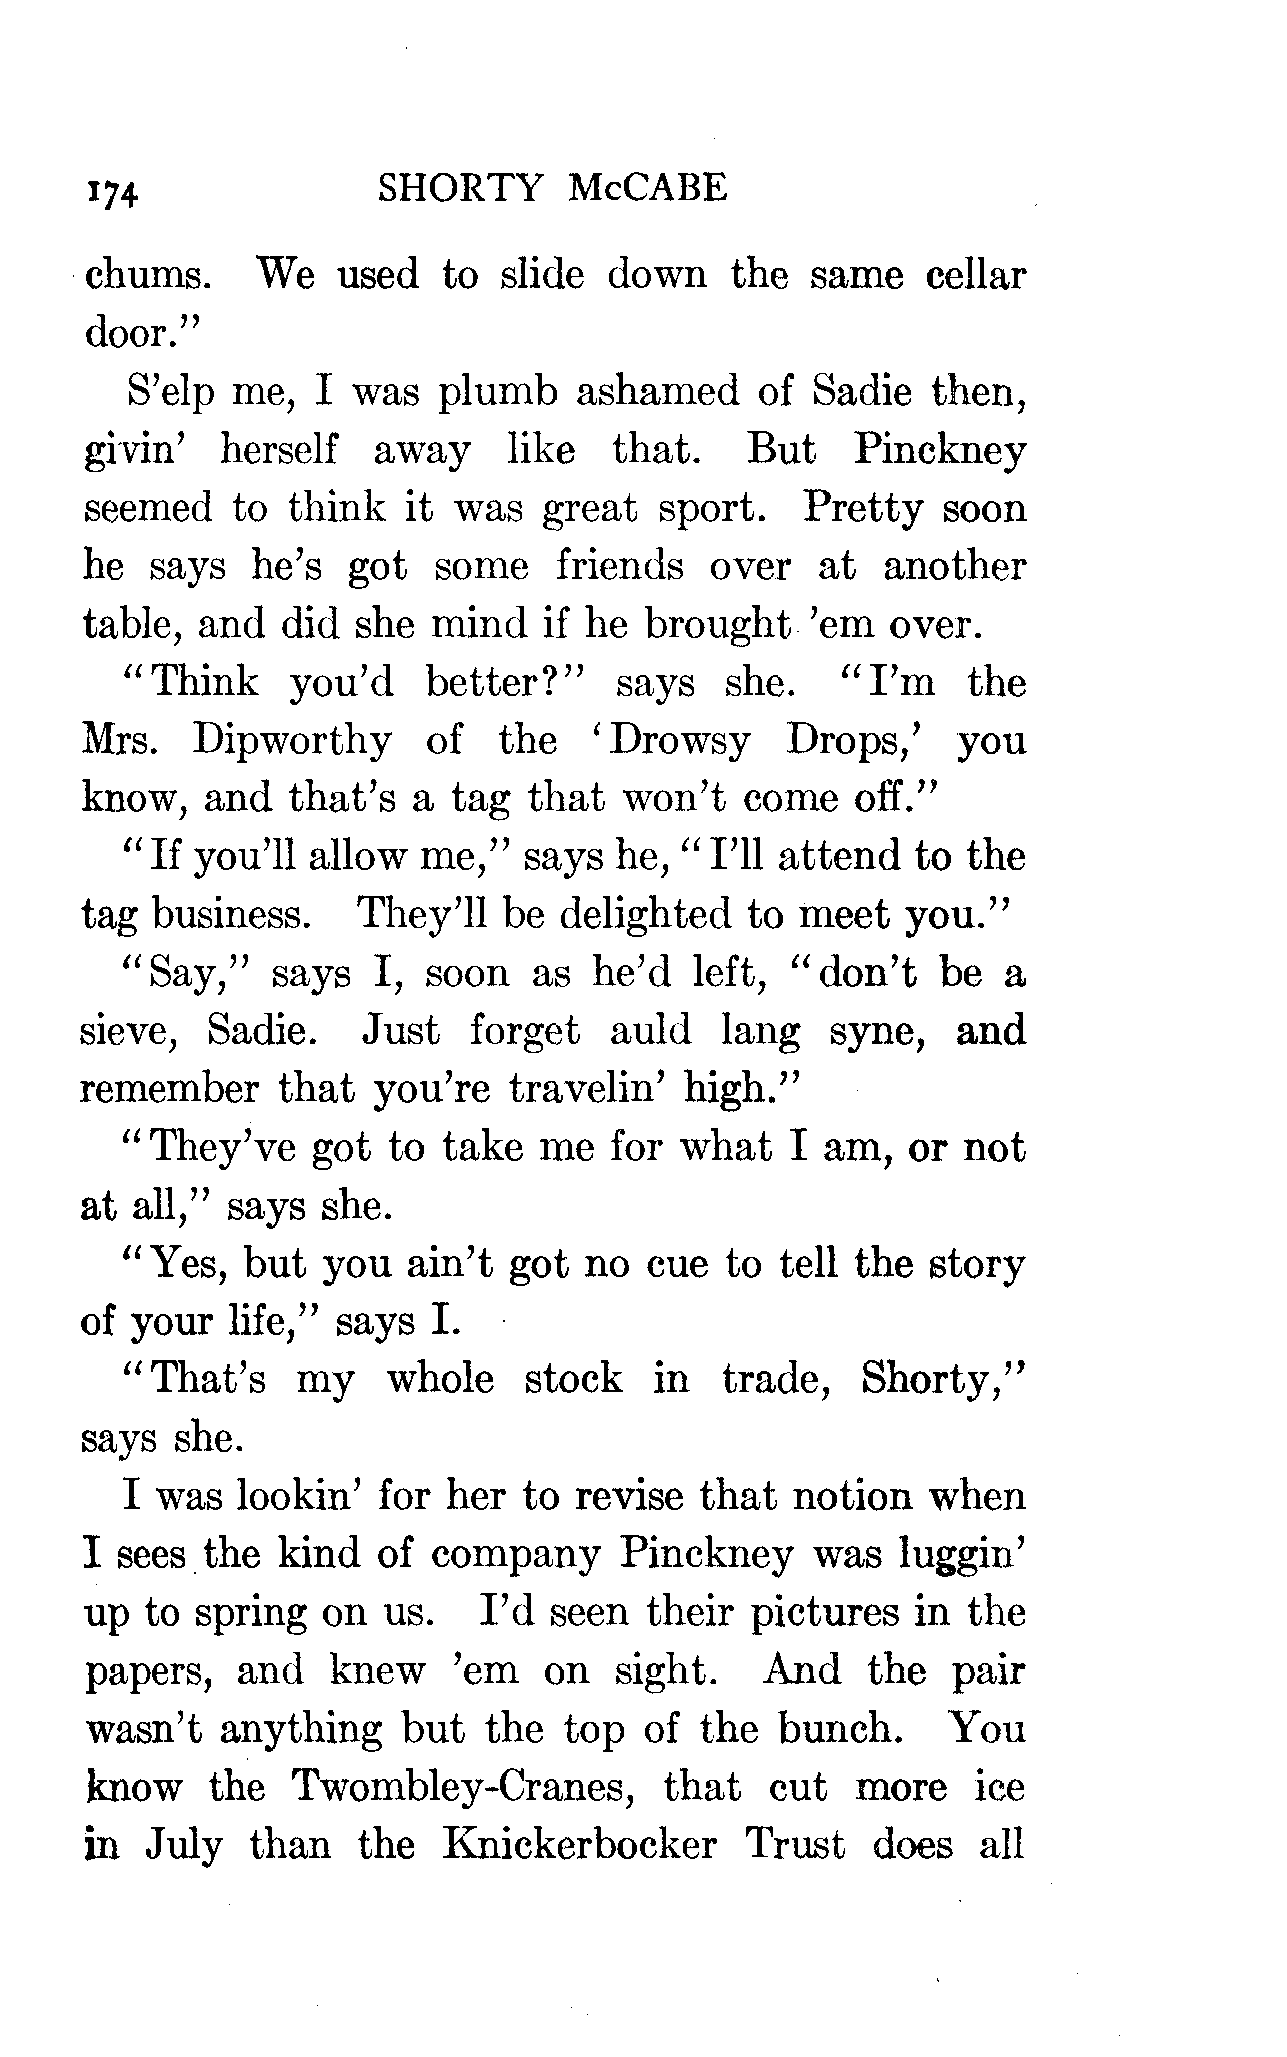 174 SHORTY McCABE
chums. We used to slide down the same cellar
door."
S'elp me, I was plumb ashamed of Sadie then,
givin' herself away like that. But Pinckney
seemed to think it was great sport. Pretty soon
he says he's got some friends over at another
table, and did she mind if he brought 'em over.
"Think you'd better?" says she. "I'm the
Mrs. Dipworthy of the 'Drowsy Drops,' you
know, and that's a tag that won't come off."
"If you'll allow me," says he, "I'll attend to the
tag business. They'll be delighted to meet you."
"Say," says I, soon as he'd left, "don't be a
sieve, Sadie. Just forget auld lang syne, and
remember that you're travelin' high."
"They've got to take me for what I am, or not
at all," says she.
"Yes, but you ain't got no cue to tell the story
of your life," says I.
"That's my whole stock in trade, Shorty,"
says she.
I was lookin' for her to revise that notion when
I sees the kind of company Pinckney was luggin'
up to spring on us. I'd seen their pictures in the
papers, and knew 'em on sight. And the pair
wasn't anything but the top of the bunch. You
know the Twombley-Cranes, that cut more ice
in July than the Knickerbocker Trust does all